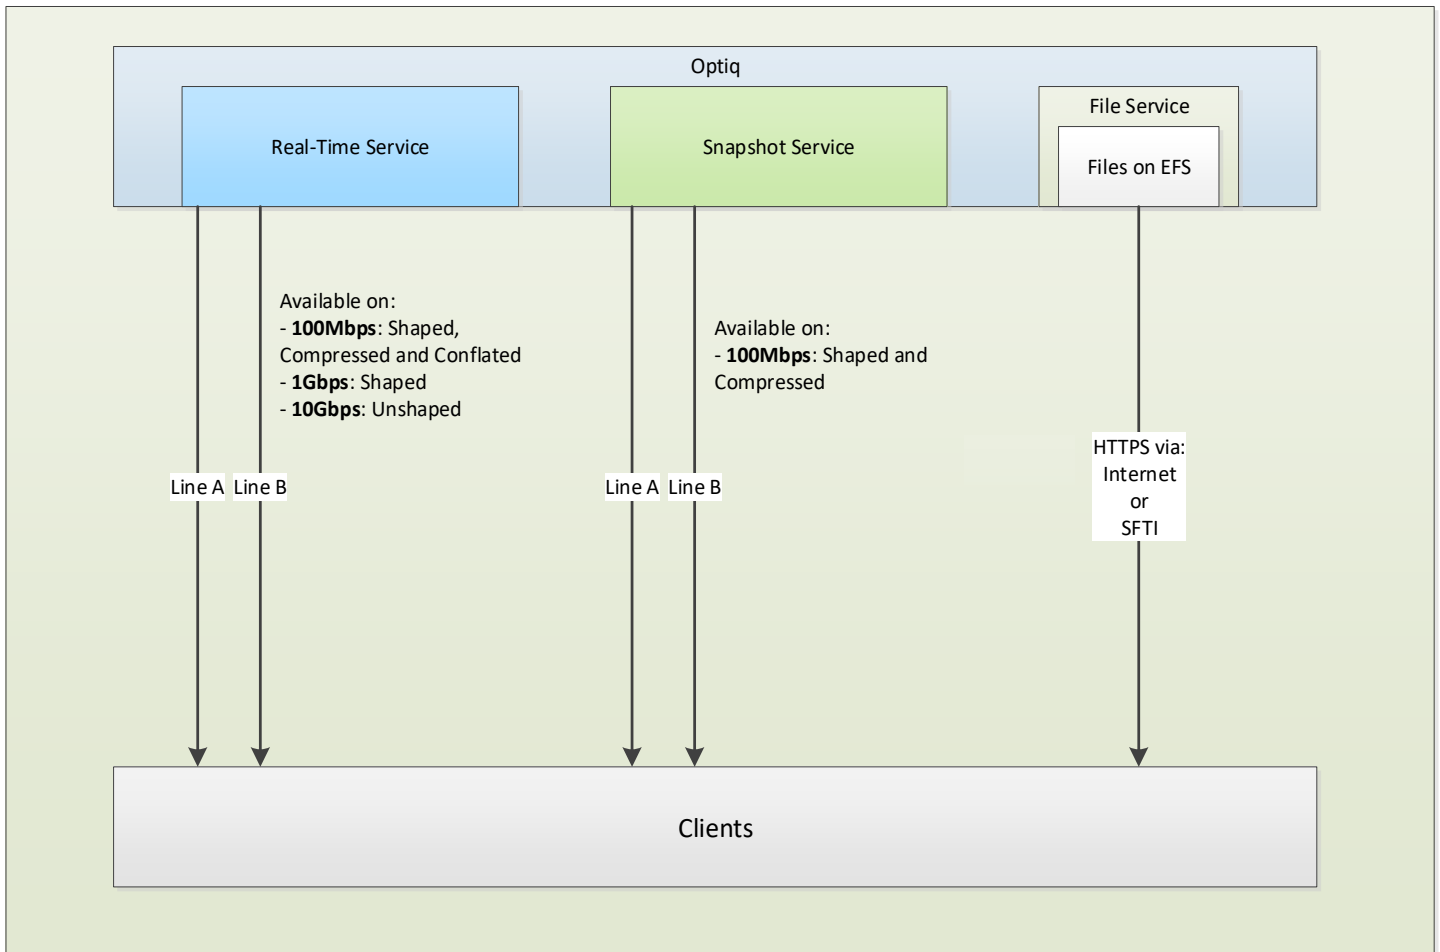 Optiq
Real-Time Service
Snapshot Service
File Service
Files on EFS
Available on:
- 100Mbps: Shaped,
Compressed and Conflated
- 1Gbps: Shaped
- 10Gbps: Unshaped
Available on:
- 100Mbps: Shaped and
Compressed
Line A
Line B
Line A
Line B
HTTPS via:
Internet
or
SFTI
Clients